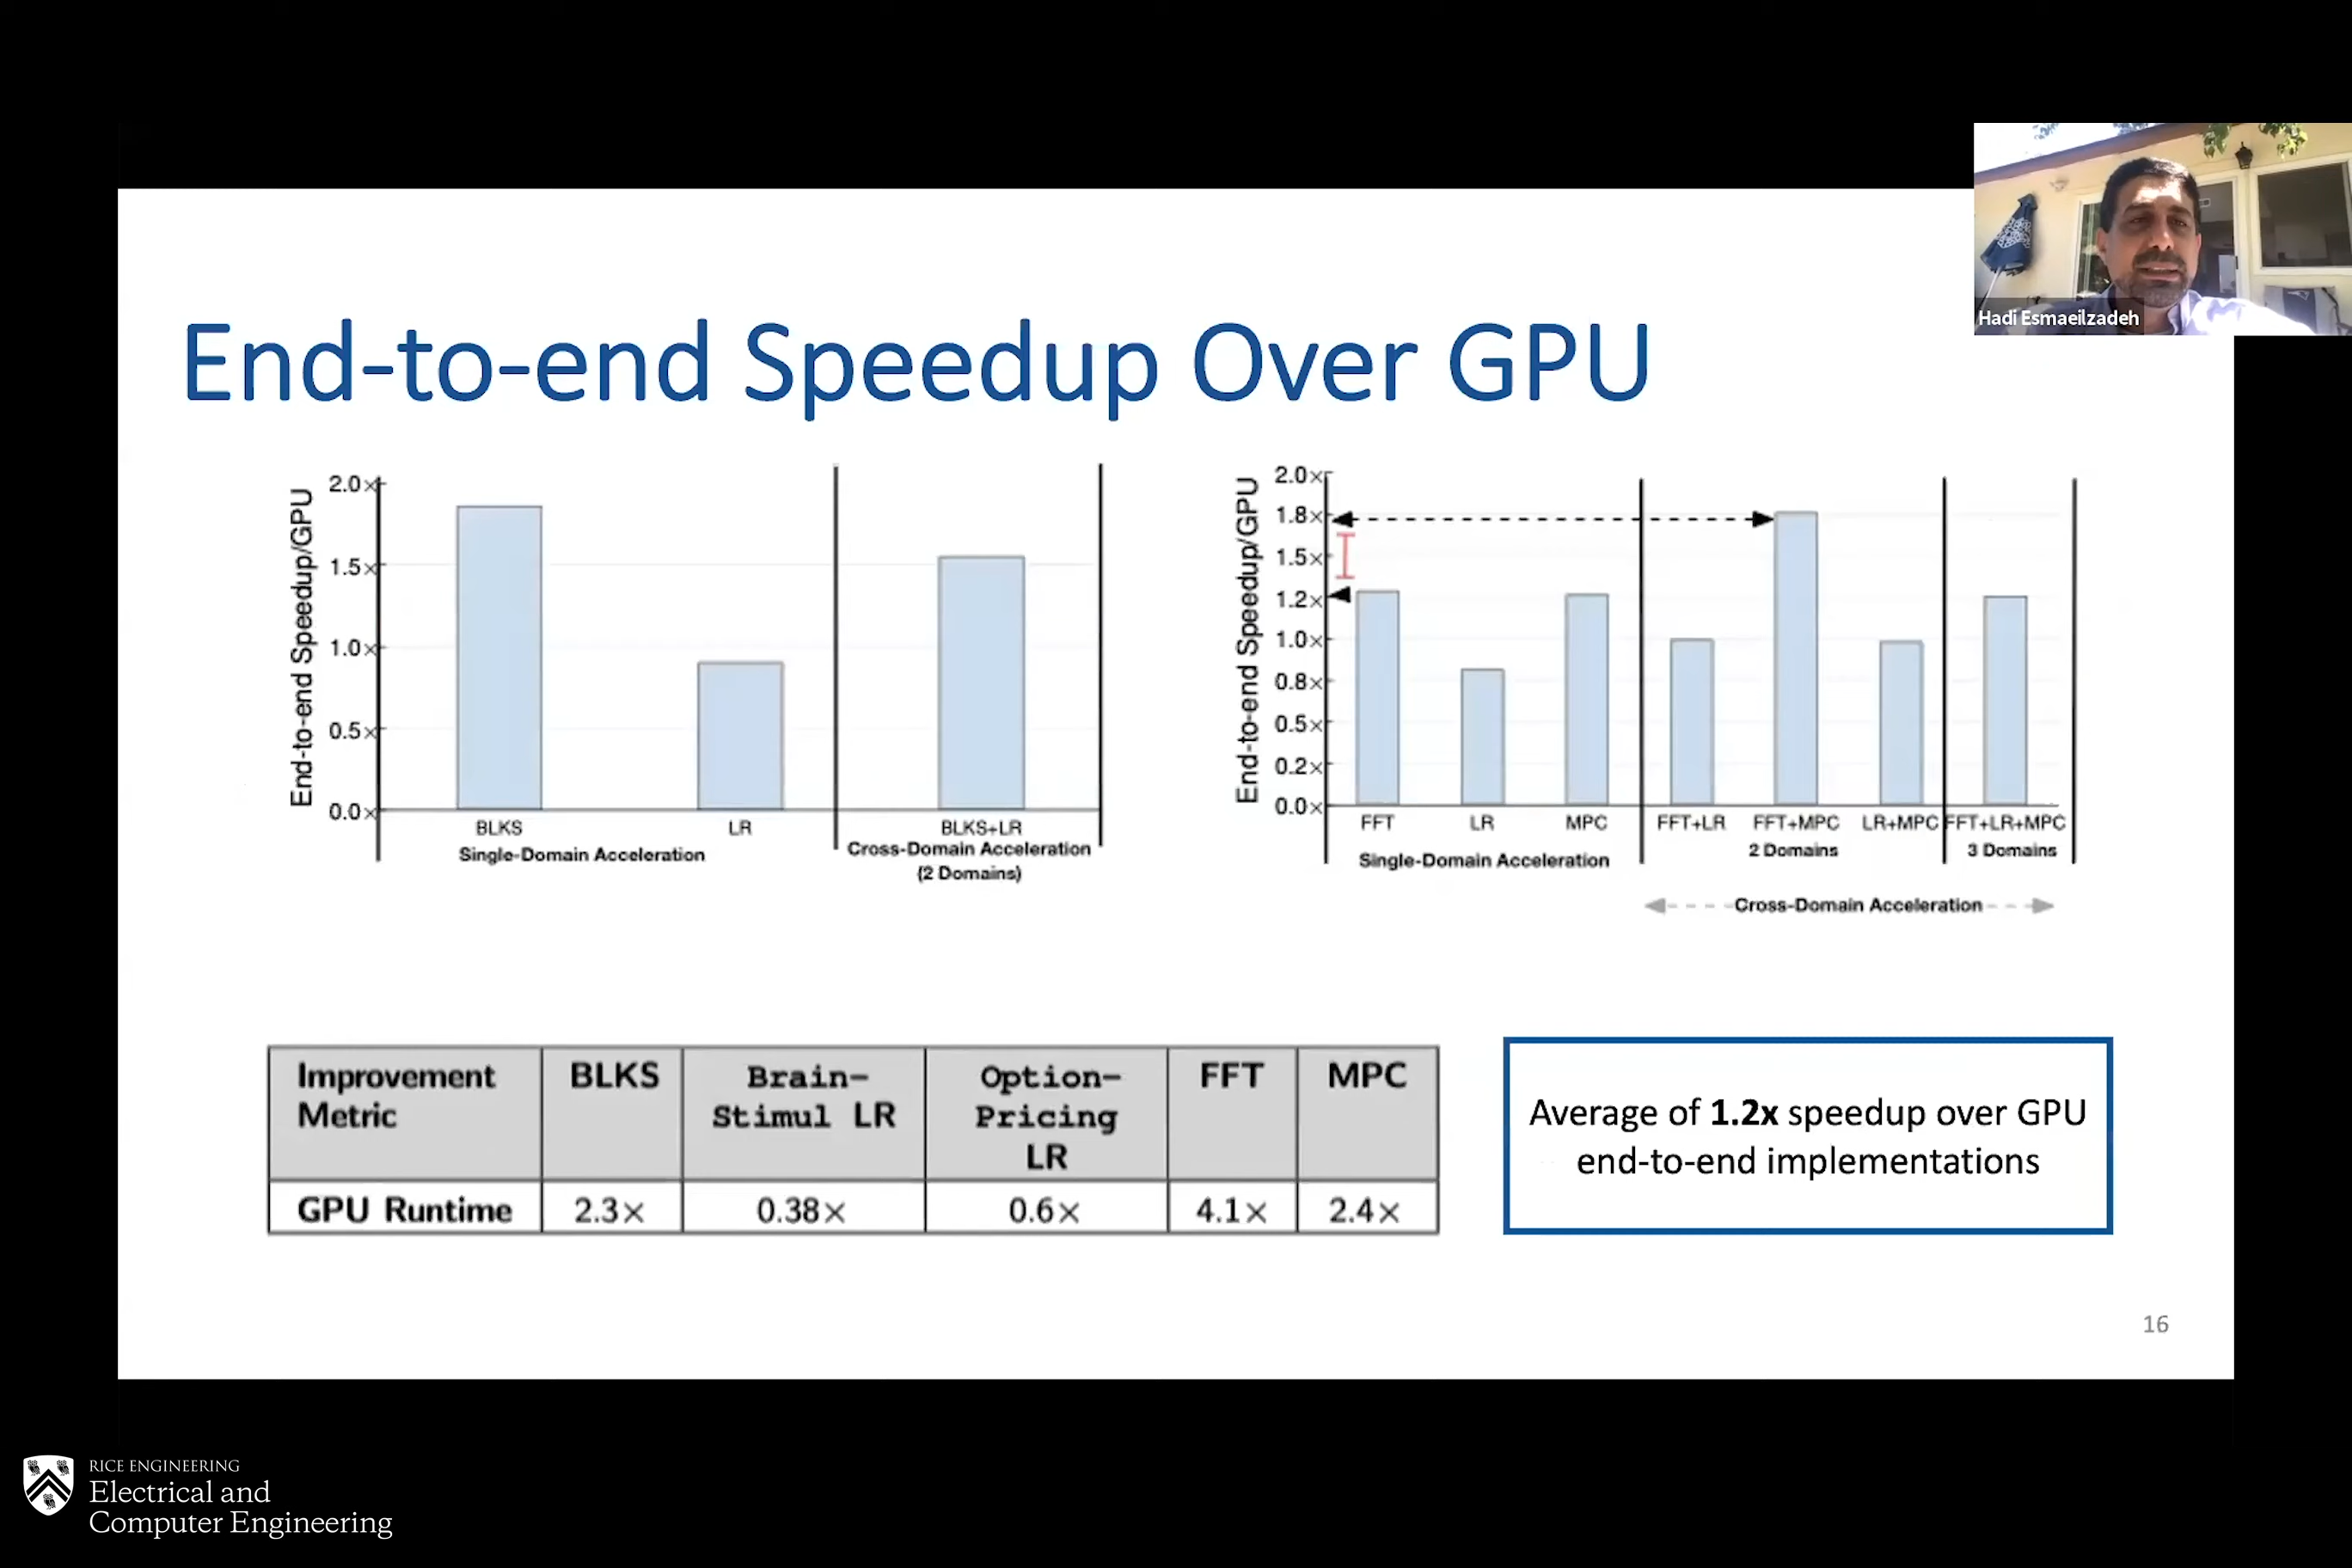 Hadi Esmaeilzadeh
End-to-end Speedup Over GPU
End-to-end Speedup/GPU
2.0×
1.5×
1.0×
0.5×
0.0×
BLKS
LR
BLKS+LR
Single-Domain Acceleration
Cross-Domain Acceleration
(2 Domains)
End-to-end Speedup/GPU
2.0×
1.8×
1.5×
1.2×
1.0×
0.8×
0.5×
0.2×
0.0×
FFT
LR
MPC
FFT+LR
FFT+MPC
LR+MPC
FFT+LR+MPC
Single-Domain Acceleration
2 Domains
3 Domains
Cross-Domain Acceleration
Improvement
Metric
BLKS
Brain-
Stimul LR
Option-
Pricing
LR
FFT
MPC
GPU Runtime
2.3×
0.38×
0.6×
4.1×
2.4×
Average of 1.2x speedup over GPU
end-to-end implementations
16
RICE ENGINEERING
Electrical and
Computer Engineering